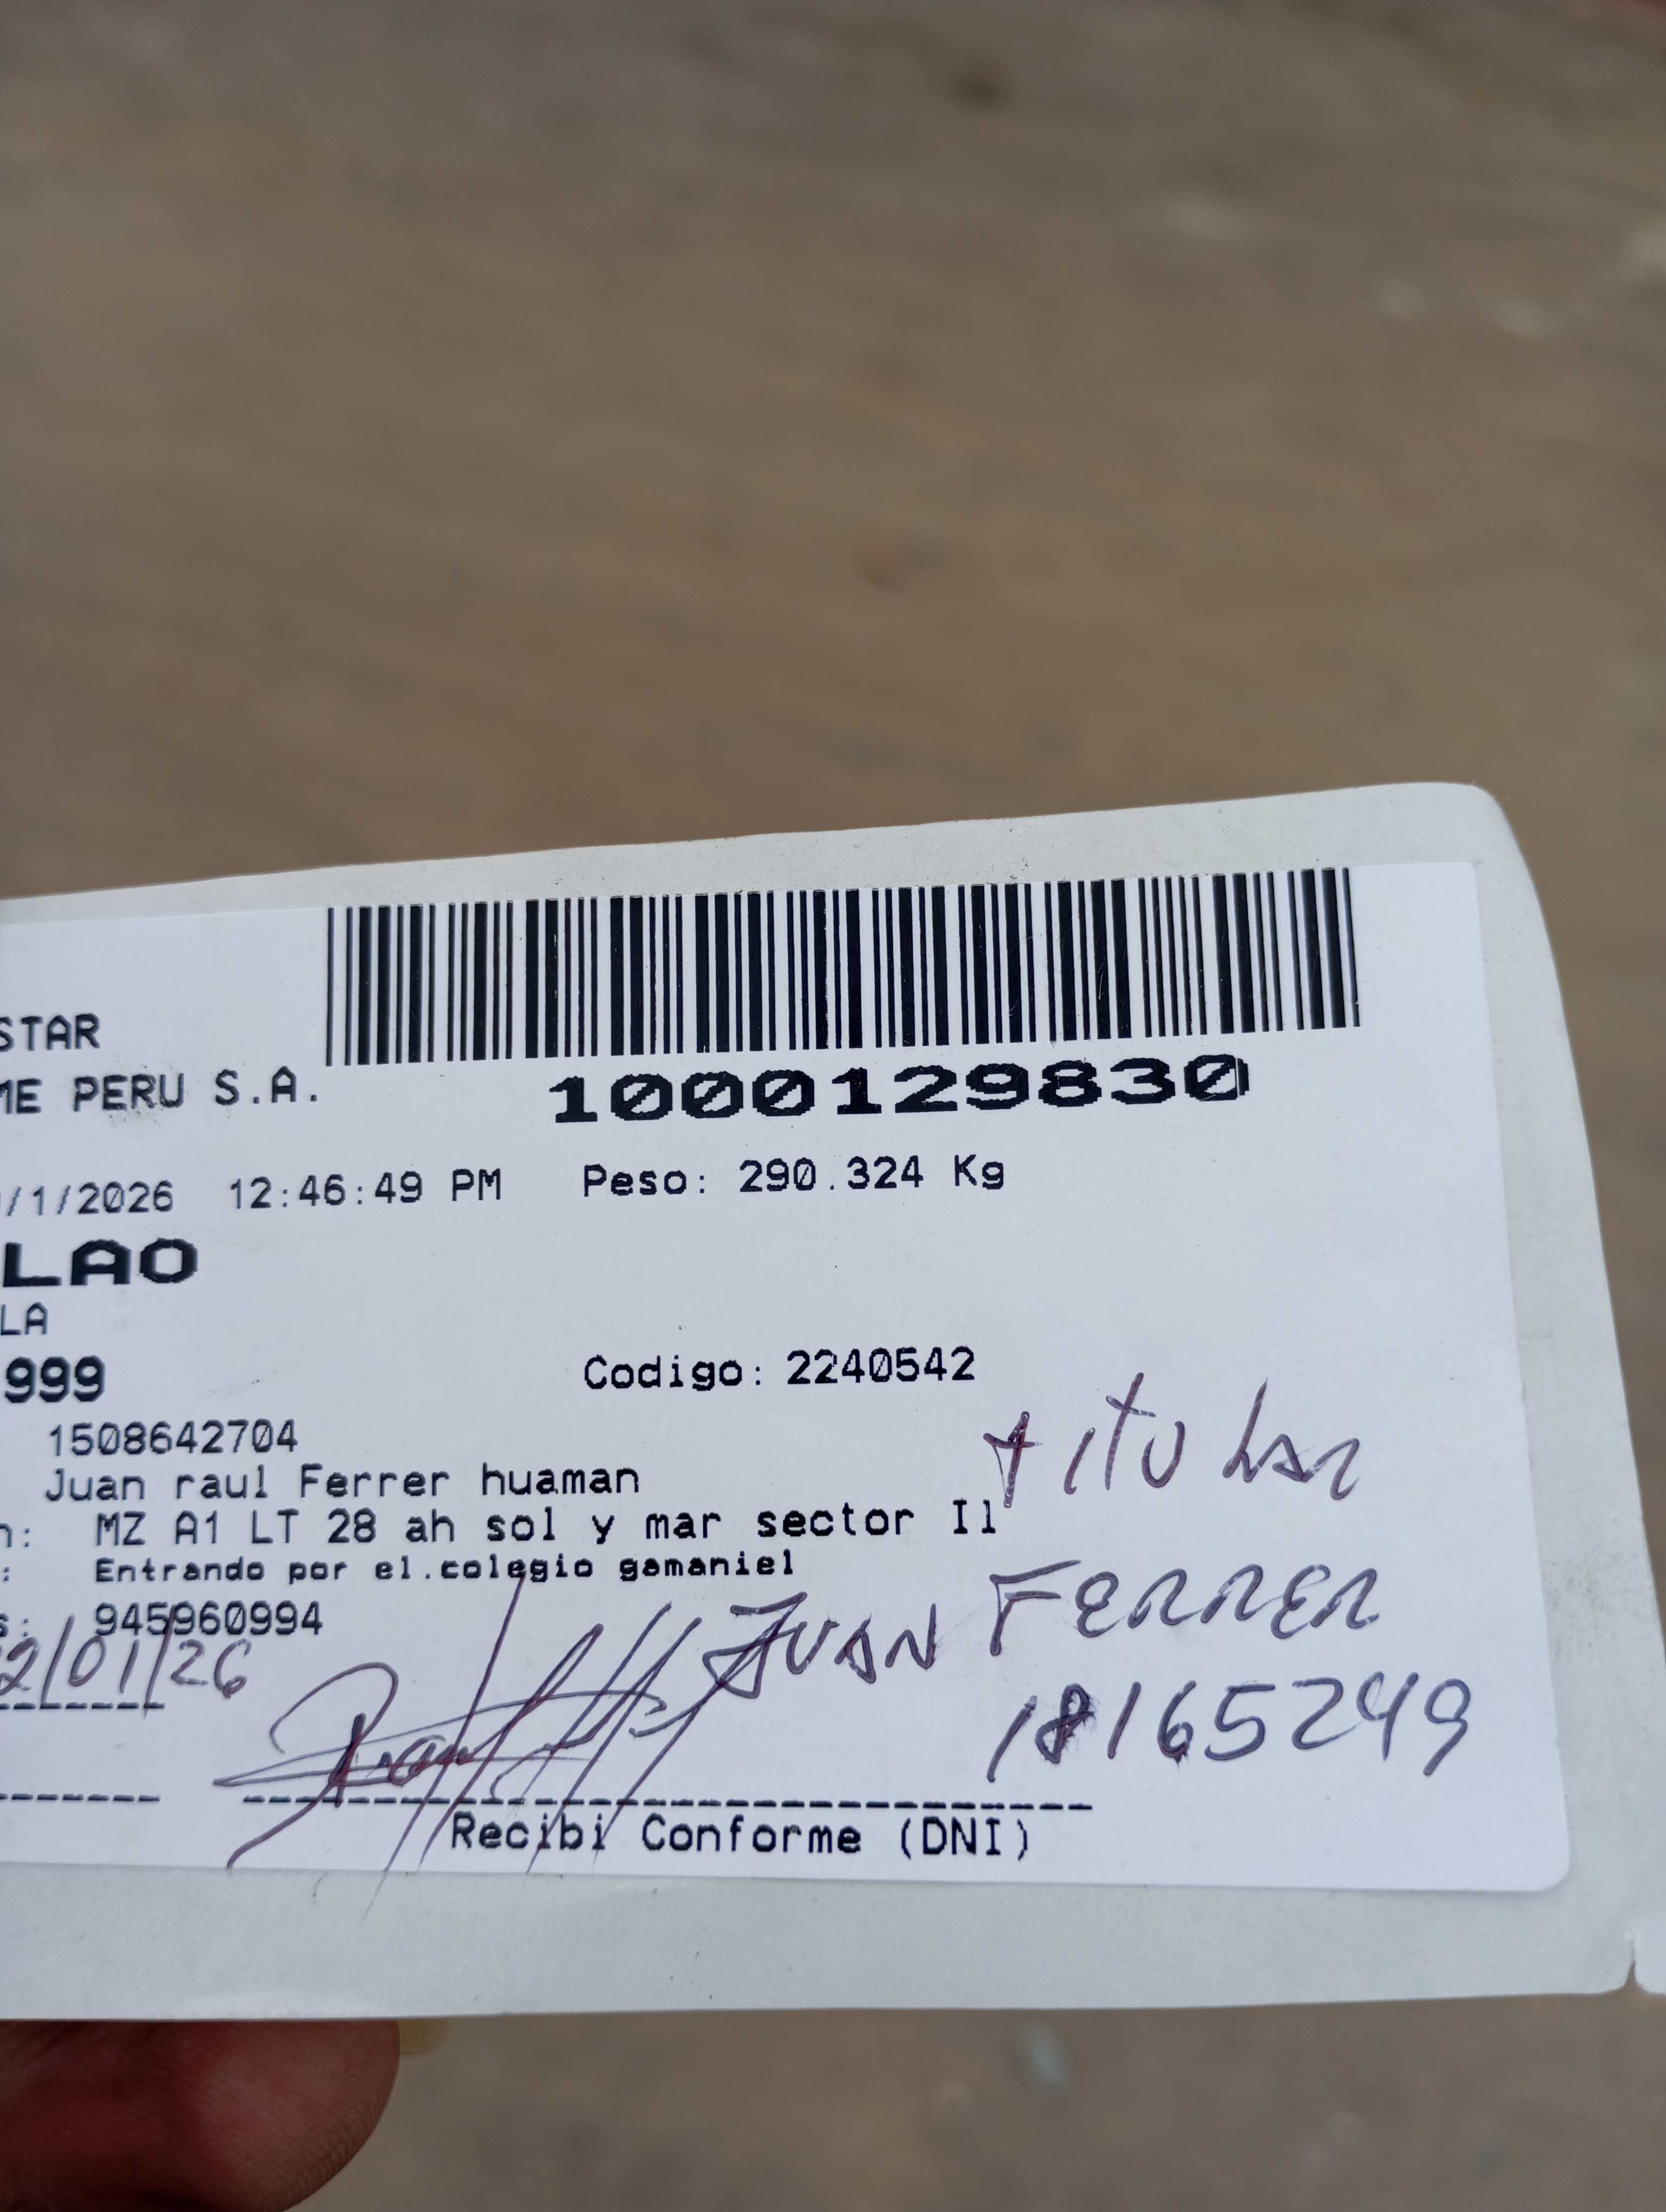 STAR
ME PERU S.A.
1000129830
/1/2026 12:46:49 PM Peso: 290.324 Kg
LAO
LA
999
Codigo: 2240542
1508642704
titular
Juan raul Ferrer huaman
n: MZ A1 LT 28 ah sol y mar sector Il
: Entrando por el.colegio gamaniel
s: 945960994
2/01/26
JUAN FERRER
18165249
Recibi Conforme (DNI)